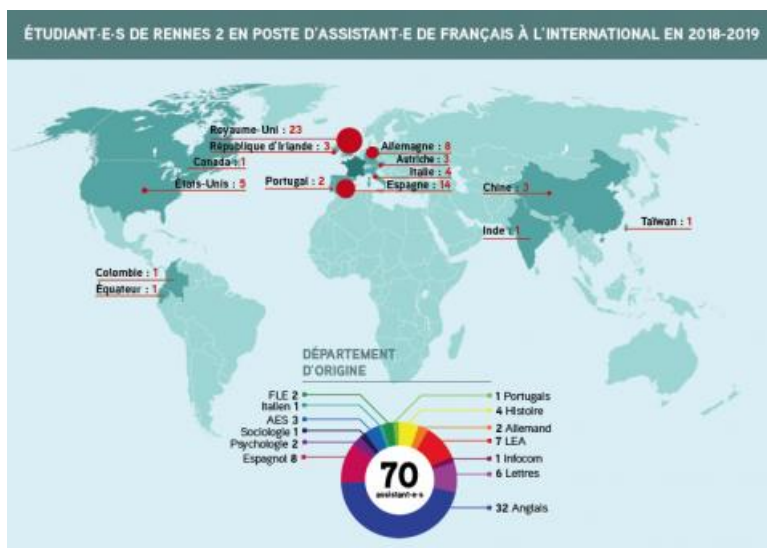 ÉTUDIANT·E·S DE RENNES 2 EN POSTE D'ASSISTANT·E DE FRANÇAIS À L'INTERNATIONAL EN 2018-2019
Royaume-Uni : 23
République d'Irlande : 3
Canada : 1
États-Unis : 5
Portugal : 2
Allemagne : 8
Autriche : 3
Italie : 4
Espagne : 14
Chine : 3
Inde : 1
Taïwan : 1
Colombie : 1
Équateur : 1
DÉPARTEMENT
D'ORIGINE
FLE 2
Italien 1
AES 3
Sociologie 1
Psychologie 2
Espagnol 8
1 Portugais
4 Histoire
2 Allemand
7 LEA
1 Infocom
6 Lettres
32 Anglais
70
assistant·e·s